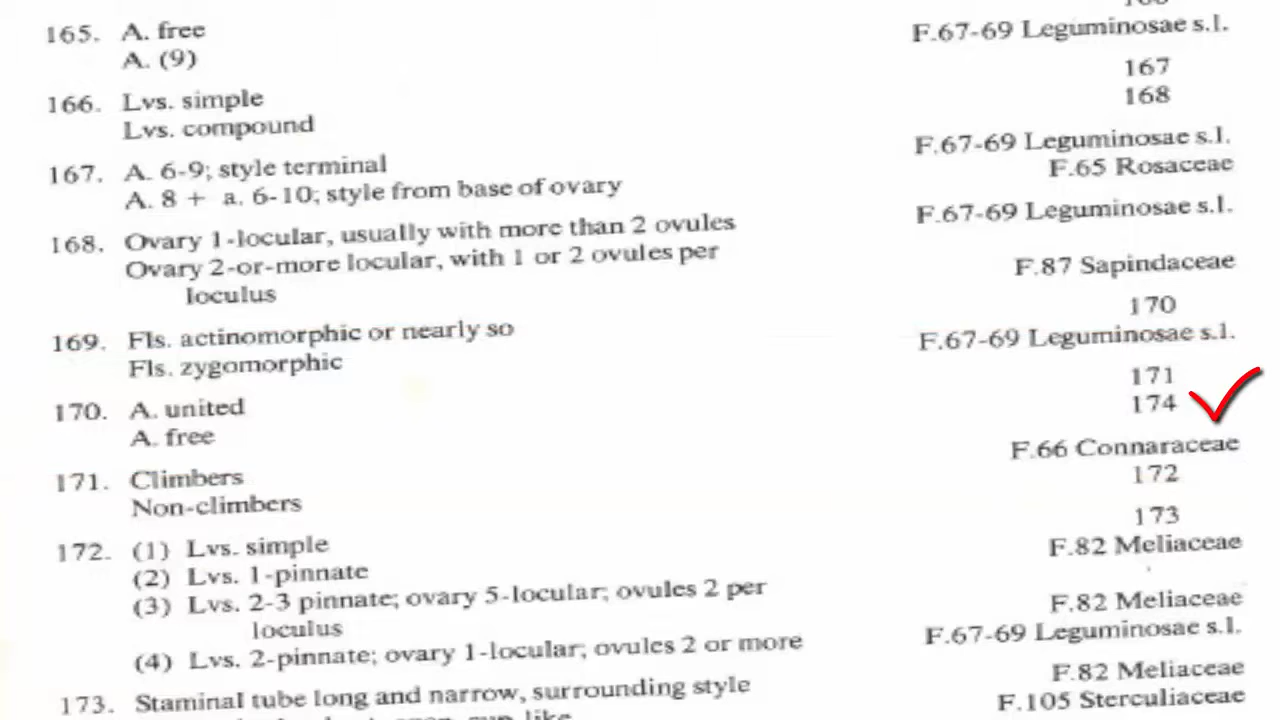 165. A. free F.67-69 Leguminosae s.l.
A. (9)
167
166. Lvs. simple 168
Lvs. compound
F.67-69 Leguminosae s.l.
167. A. 6-9; style terminal F.65 Rosaceae
A. 8 + a. 6-10; style from base of ovary
F.67-69 Leguminosae s.l.
168. Ovary 1-locular, usually with more than 2 ovules
Ovary 2-or-more locular, with 1 or 2 ovules per F.87 Sapindaceae
loculus
170
169. Fls. actinomorphic or nearly so F.67-69 Leguminosae s.l.
Fls. zygomorphic
171
170. A. united 174
A. free
F.66 Connaraceae
171. Climbers 172
Non-climbers
173
172. (1) Lvs. simple F.82 Meliaceae
(2) Lvs. 1-pinnate
(3) Lvs. 2-3 pinnate; ovary 5-locular; ovules 2 per F.82 Meliaceae
loculus F.67-69 Leguminosae s.l.
(4) Lvs. 2-pinnate; ovary 1-locular; ovules 2 or more
F.82 Meliaceae
173. Staminal tube long and narrow, surrounding style F.105 Sterculiaceae